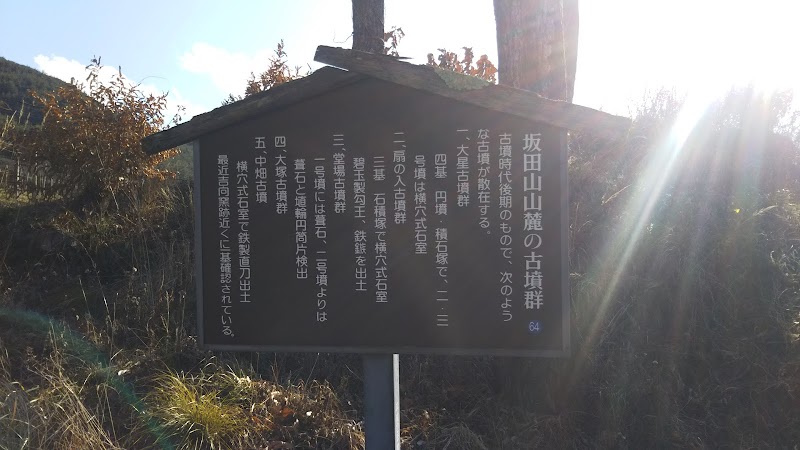 坂田山山麓の古墳群
64
古墳時代後期のもので、次のよう
な古墳が散在する。
一、大星古墳群
四基 円墳 積石塚で、一・三
号墳は横穴式石室
二、扇の入古墳群
三基 石積塚で横穴式石室
碧玉製勾玉、鉄鏃を出土
三、堂場古墳群
一号墳には葺石、二号墳よりは
葺石と埴輪円筒片検出
四、大塚古墳群
五、中畑古墳
横穴式石室で鉄製直刀出土
最近吉向窯跡近くに一基確認されている。